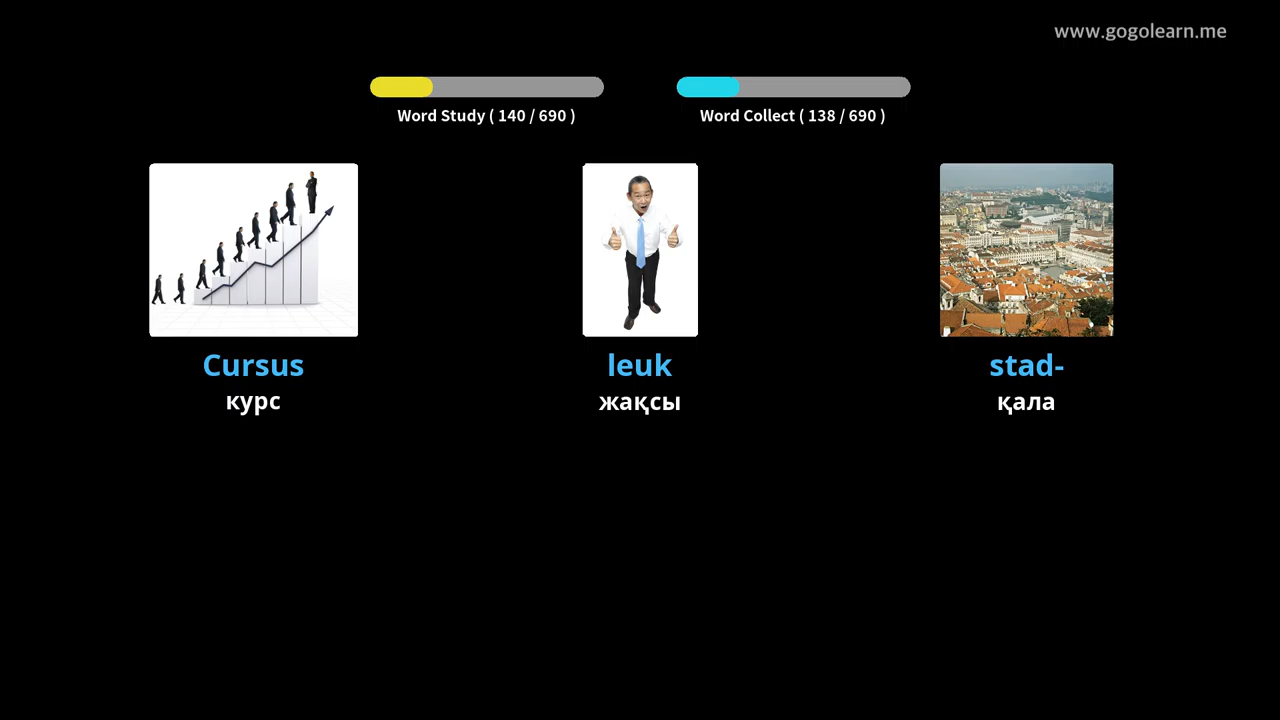 www.gogolearn.me
Word Study ( 140 / 690 )
Word Collect ( 138 / 690 )
Cursus
курс
leuk
жақсы
stad-
қала